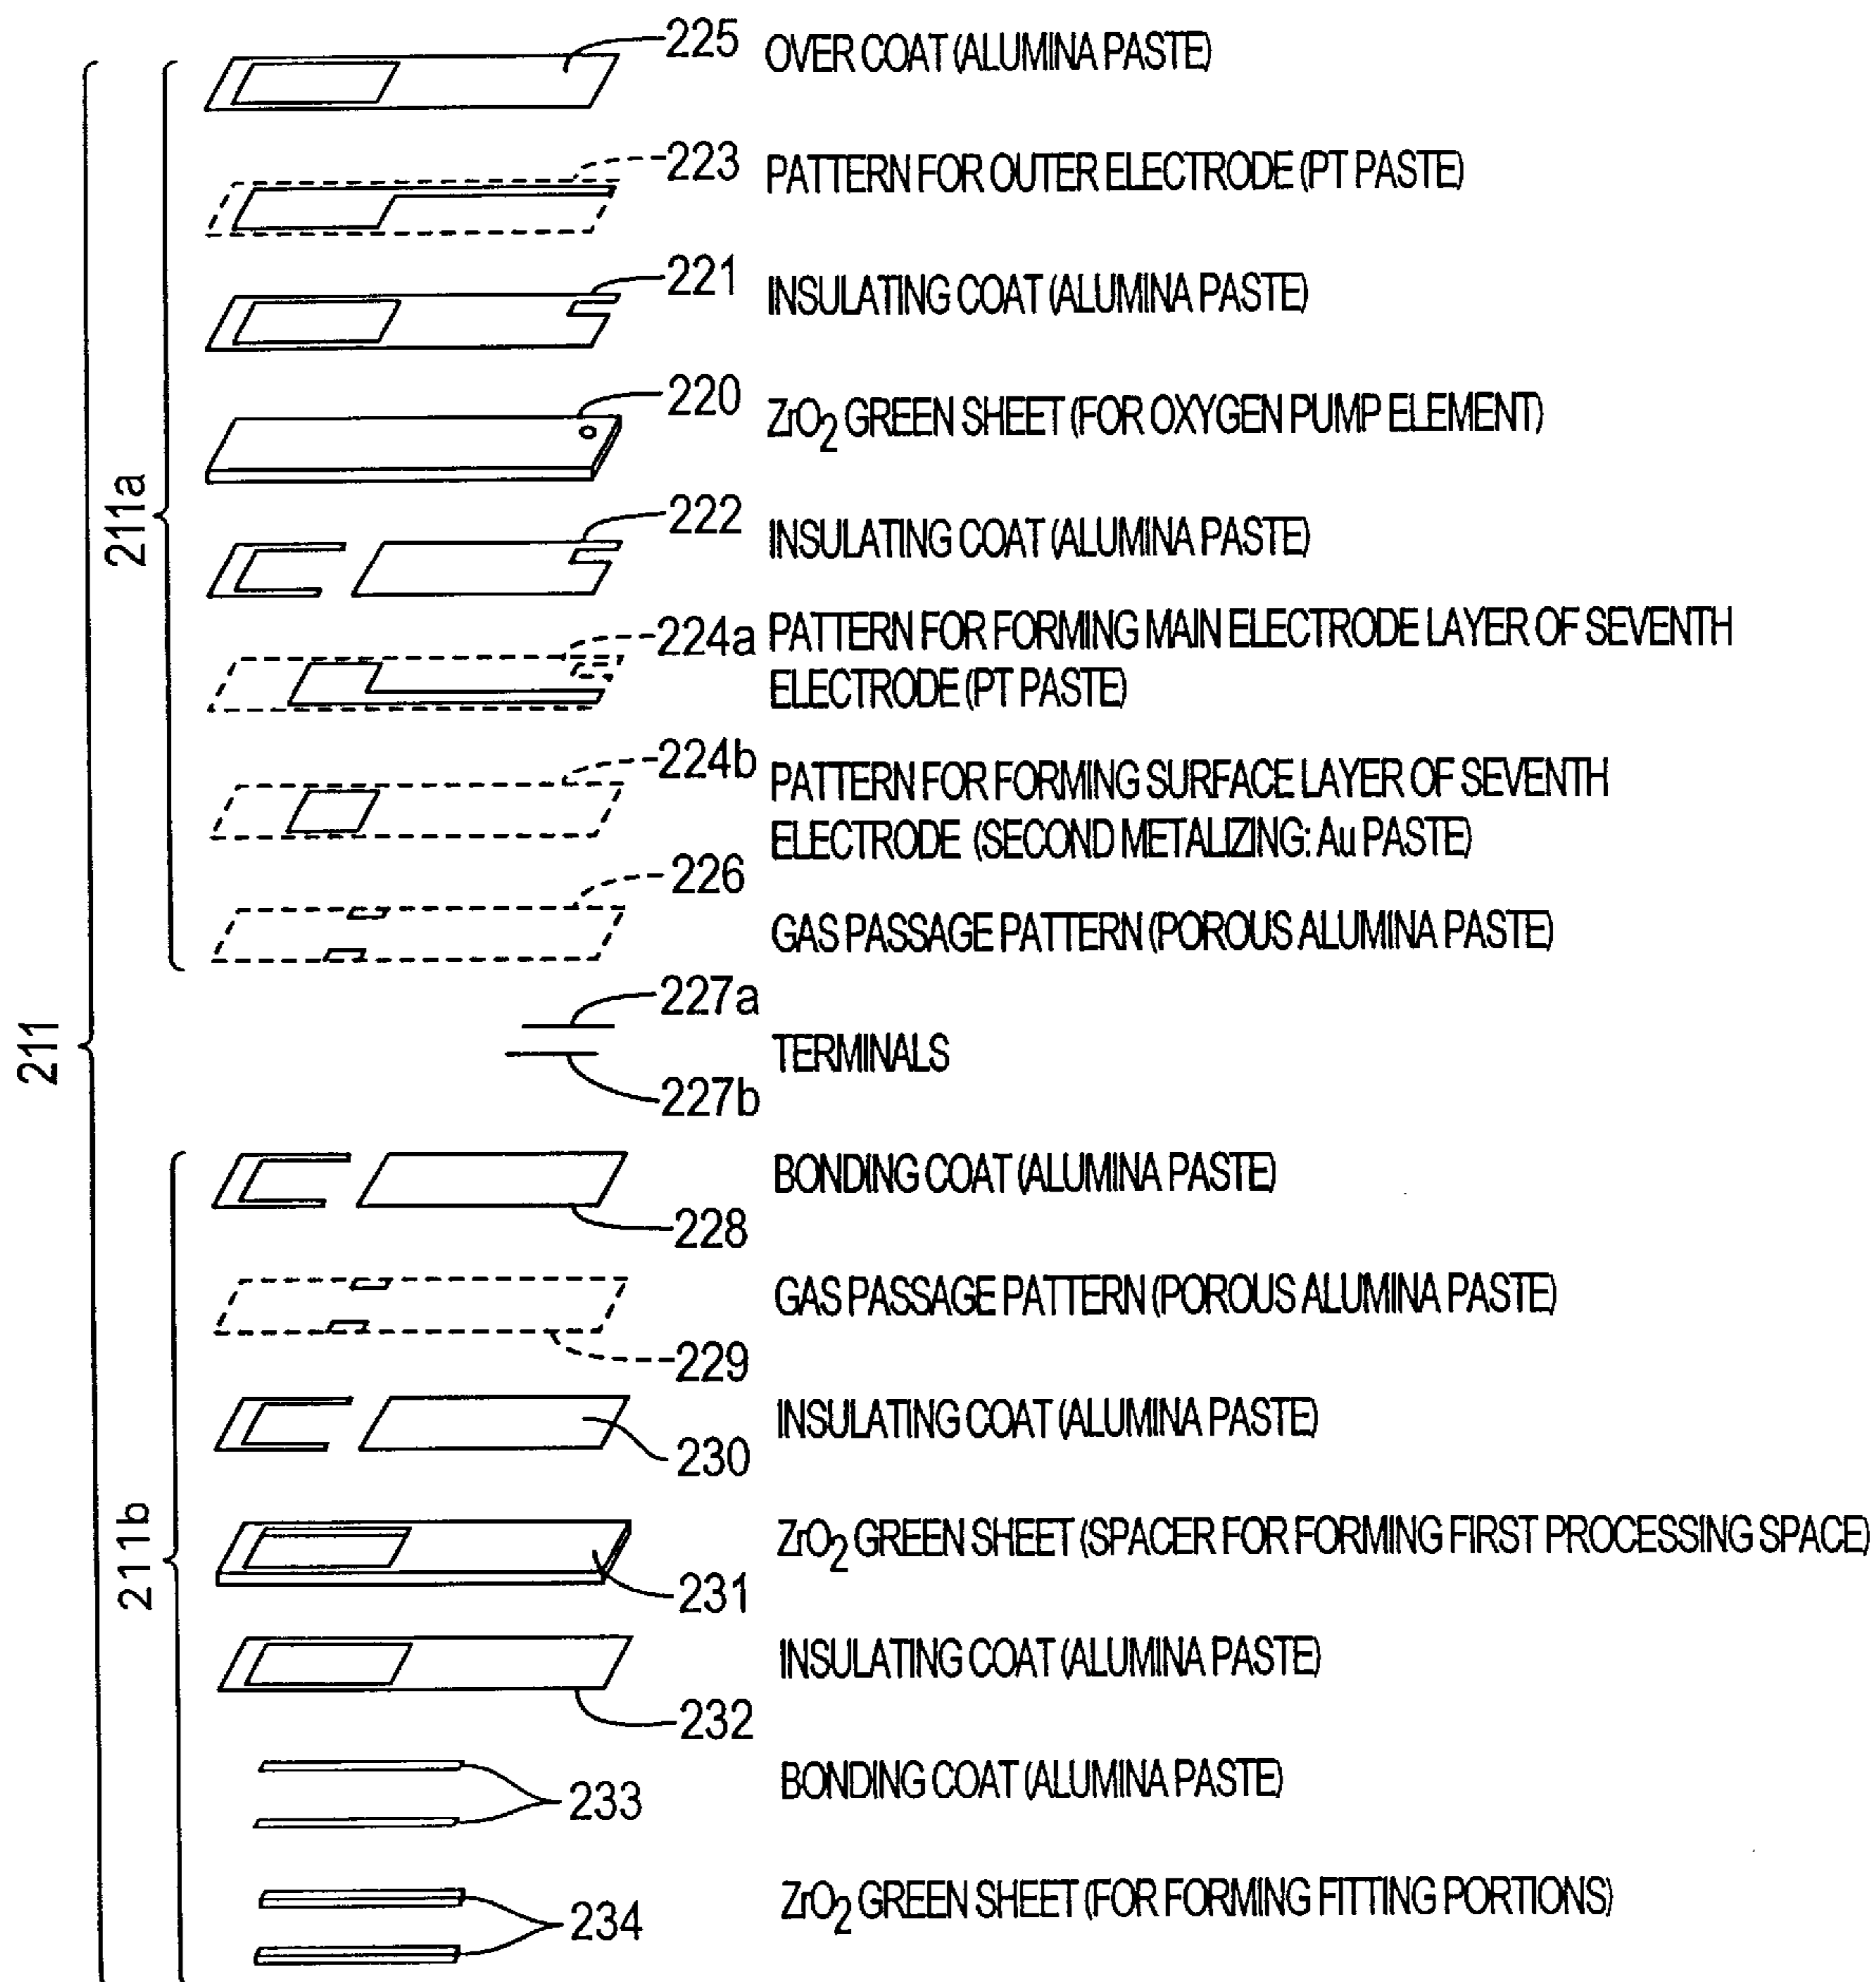 225 OVER COAT (ALUMINA PASTE)
223 PATTERN FOR OUTER ELECTRODE (PT PASTE)
221 INSULATING COAT (ALUMINA PASTE)
220 ZrO2 GREEN SHEET (FOR OXYGEN PUMP ELEMENT)
211a
222 INSULATING COAT (ALUMINA PASTE)
224a PATTERN FOR FORMING MAIN ELECTRODE LAYER OF SEVENTH
ELECTRODE (PT PASTE)
224b PATTERN FOR FORMING SURFACE LAYER OF SEVENTH
ELECTRODE (SECOND METALIZING: Au PASTE)
226 GAS PASSAGE PATTERN (POROUS ALUMINA PASTE)
211
227a
TERMINALS
227b
BONDING COAT (ALUMINA PASTE)
228
GAS PASSAGE PATTERN (POROUS ALUMINA PASTE)
229
INSULATING COAT (ALUMINA PASTE)
230
211b
ZrO2 GREEN SHEET (SPACER FOR FORMING FIRST PROCESSING SPACE)
231
INSULATING COAT (ALUMINA PASTE)
232
233 BONDING COAT (ALUMINA PASTE)
234 ZrO2 GREEN SHEET (FOR FORMING FITTING PORTIONS)